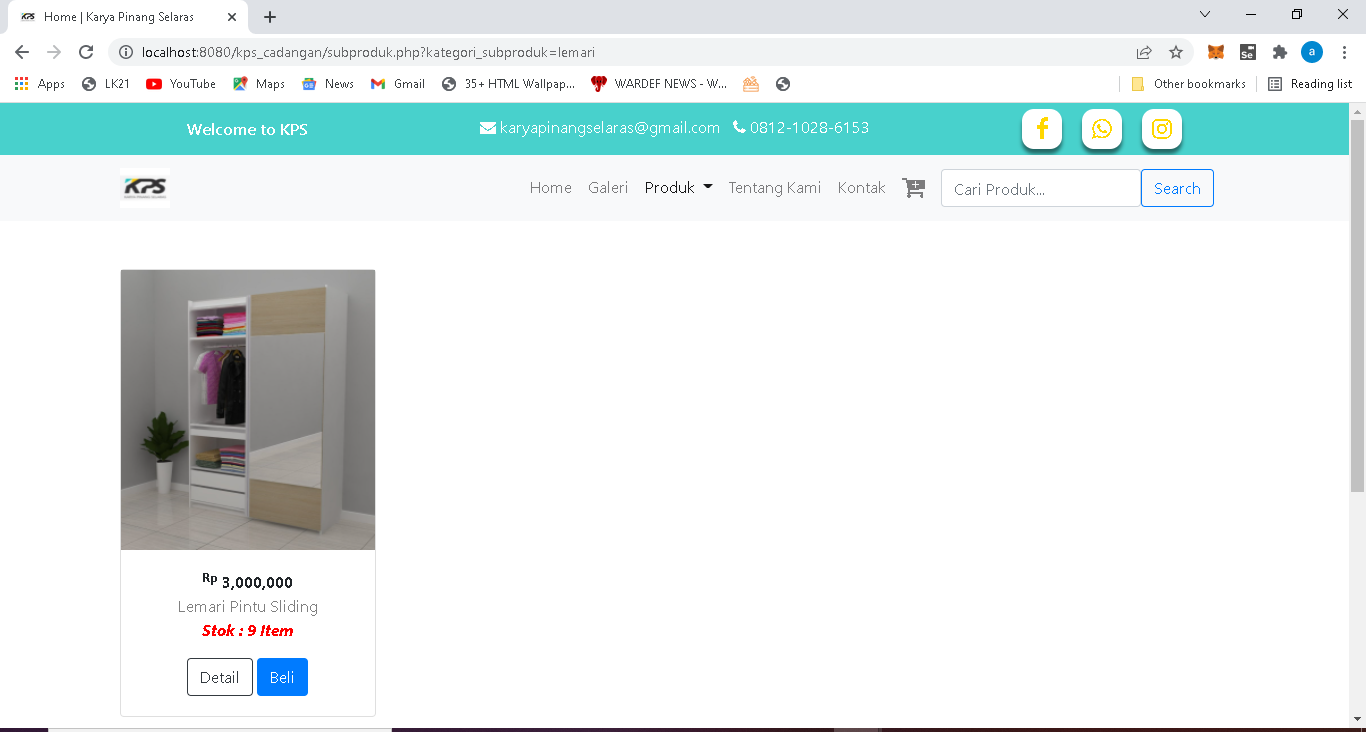 Home | Karya Pinang Selaras
localhost:8080/kps_cadangan/subproduk.php?kategori_subproduk=lemari
a
Apps LK21 YouTube Maps News Gmail 35+ HTML Wallpap... WARDEF NEWS - W... Other bookmarks Reading list
Welcome to KPS karyapinangselaras@gmail.com 0812-1028-6153
KPS Home Galeri Produk Tentang Kami Kontak Cari Produk... Search
Rp 3,000,000
Lemari Pintu Sliding
Stok : 9 Item
Detail Beli